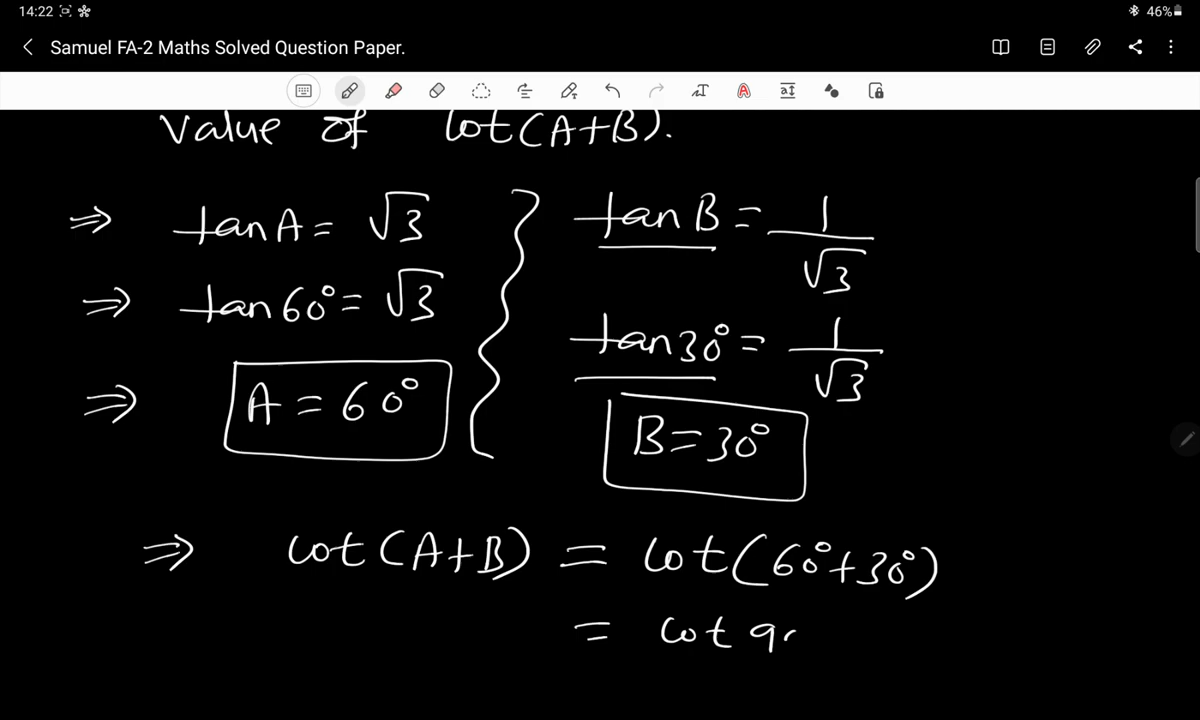 14:22 46%
Samuel FA-2 Maths Solved Question Paper.
Value of cot(A+B).
⇒ tanA = √3
tanB = 1/√3
⇒ tan60° = √3
tan30° = 1/√3
⇒ A = 60°
B = 30°
⇒ cot(A+B) = cot(60°+30°)
= cot 9